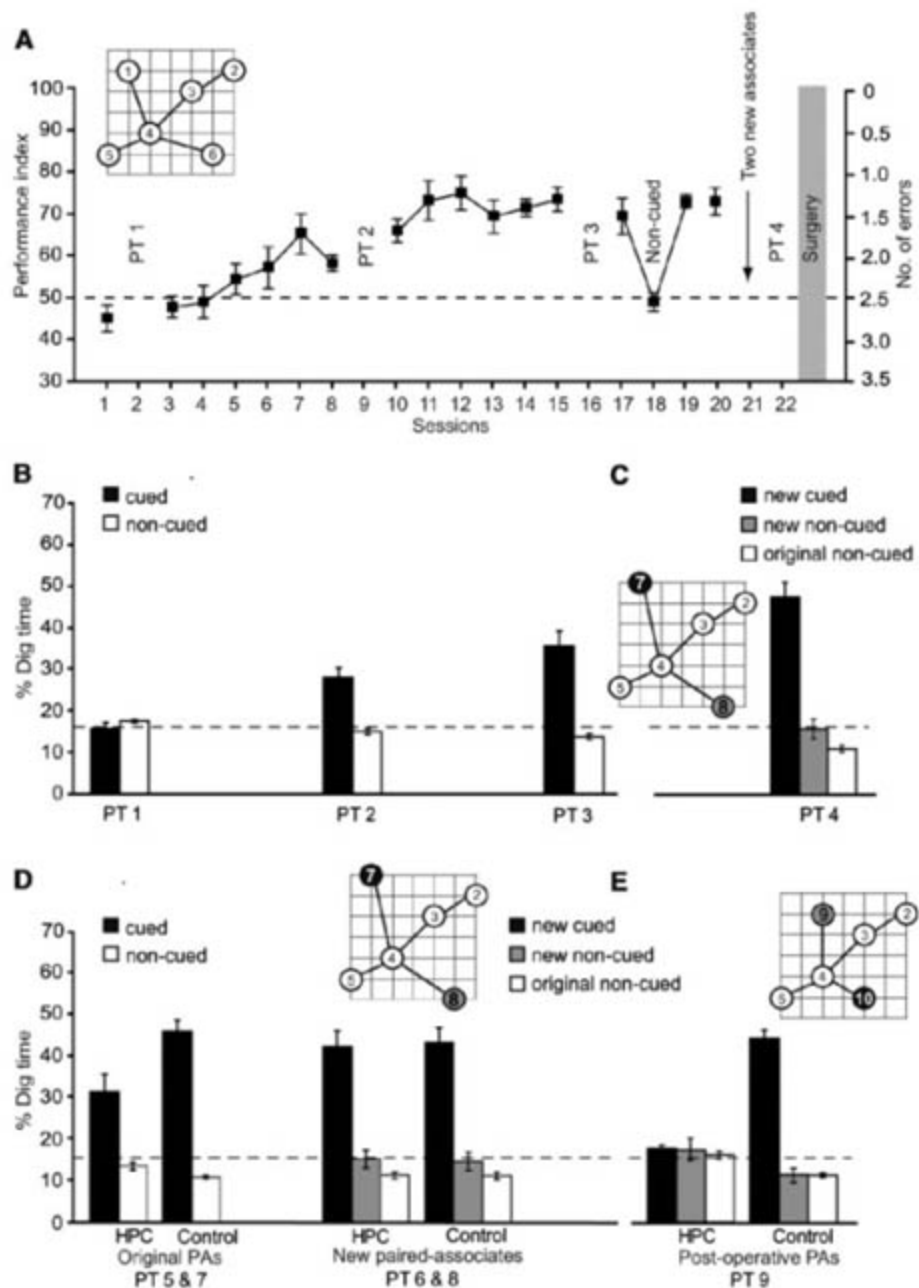 A
1
2
3
4
5
6
Performance index
100
90
80
70
60
50
40
30
PT 1
PT 2
PT 3
Non-cued
Two new associates
PT 4
Surgery
0
0.5
1.0
1.5
2.0
2.5
3.0
3.5
No. of errors
1 2 3 4 5 6 7 8 9 10 11 12 13 14 15 16 17 18 19 20 21 22
Sessions
B
cued
non-cued
% Dig time
70
60
50
40
30
20
10
0
PT 1 PT 2 PT 3
C
new cued
new non-cued
original non-cued
7
2
3
4
5
8
PT 4
D
cued
non-cued
% Dig time
70
60
50
40
30
20
10
0
7
2
3
4
5
8
new cued
new non-cued
original non-cued
HPC Control
Original PAs
PT 5 & 7
HPC Control
New paired-associates
PT 6 & 8
E
9
2
3
4
5
10
HPC Control
Post-operative PAs
PT 9